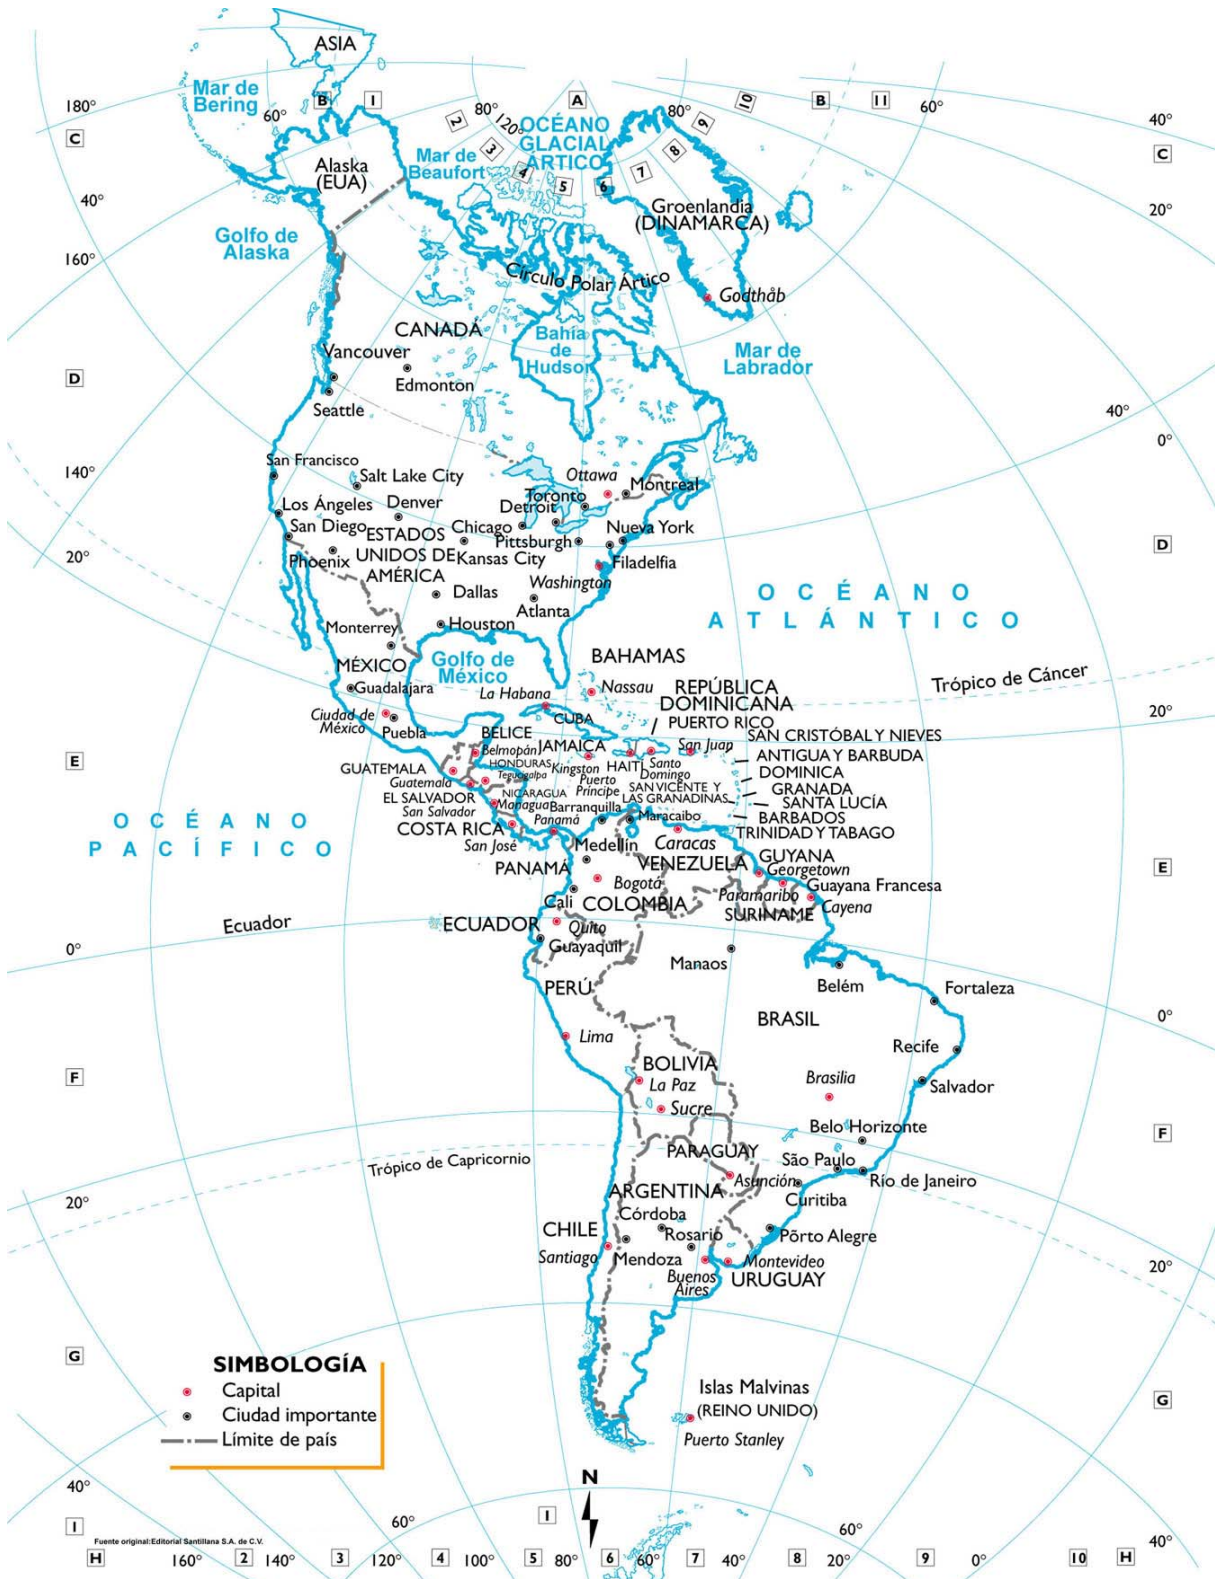 ASIA
Mar de
Bering
180°
60°
B
I
80°
120°
A
80°
10
B
11
60°
40°
C
2
9
C
OCÉANO
GLACIAL
ÁRTICO
Mar de
Beaufort
3
4
5
6
7
8
Alaska
(EUA)
40°
20°
Groenlandia
(DINAMARCA)
Golfo de
Alaska
160°
0°
Círculo Polar Ártico
Godthåb
CANADÁ
Bahía
de
Hudson
Mar de
Labrador
Vancouver
Edmonton
D
Seattle
40°
0°
San Francisco
140°
Salt Lake City
Ottawa
Montreal
Toronto
Los Ángeles
Denver
Detroit
San Diego
ESTADOS
UNIDOS DE
AMÉRICA
Chicago
Pittsburgh
Nueva York
Kansas City
Phoenix
Filadelfia
D
20°
Washington
Dallas
Atlanta
OCÉANO
ATLÁNTICO
Houston
Monterrey
Golfo de
México
BAHAMAS
MÉXICO
Guadalajara
Nassau
REPÚBLICA
DOMINICANA
Trópico de Cáncer
La Habana
CUBA
PUERTO RICO
20°
Ciudad de
México
Puebla
BELICE
Belmopán
JAMAICA
Kingston
HAITI
Puerto
Príncipe
Santo
Domingo
San Juan
SAN CRISTÓBAL Y NIEVES
ANTIGUA Y BARBUDA
DOMINICA
GRANADA
SANTA LUCÍA
BARBADOS
TRINIDAD Y TABAGO
E
GUATEMALA
Guatemala
HONDURAS
Tegucigalpa
SAN VICENTE Y
LAS GRANADINAS
EL SALVADOR
San Salvador
NICARAGUA
Managua
Barranquilla
Maracaibo
OCÉANO
PACÍFICO
COSTA RICA
San José
Panamá
PANAMÁ
Medellín
Caracas
VENEZUELA
GUYANA
Georgetown
E
Bogotá
Paramaribo
Guayana Francesa
Cayena
Cali
COLOMBIA
SURINAME
Ecuador
ECUADOR
Quito
Guayaquil
0°
Manaos
Belém
PERÚ
Fortaleza
0°
BRASIL
Lima
Recife
F
BOLIVIA
La Paz
Brasilia
Salvador
Sucre
Belo Horizonte
F
PARAGUAY
Trópico de Capricornio
São Paulo
Río de Janeiro
Asunción
20°
ARGENTINA
Curitiba
Córdoba
CHILE
Rosario
Pôrto Alegre
Santiago
Mendoza
Montevideo
20°
Buenos
Aires
URUGUAY
G
SIMBOLOGÍA
Capital
Ciudad importante
Límite de país
Islas Malvinas
(REINO UNIDO)
Puerto Stanley
G
N
40°
I
60°
I
60°
40°
Fuente original:Editorial Santillana S.A. de C.V.
H
160°
2
140°
3
120°
4
100°
5
80°
6
60°
7
40°
8
20°
9
0°
10
H